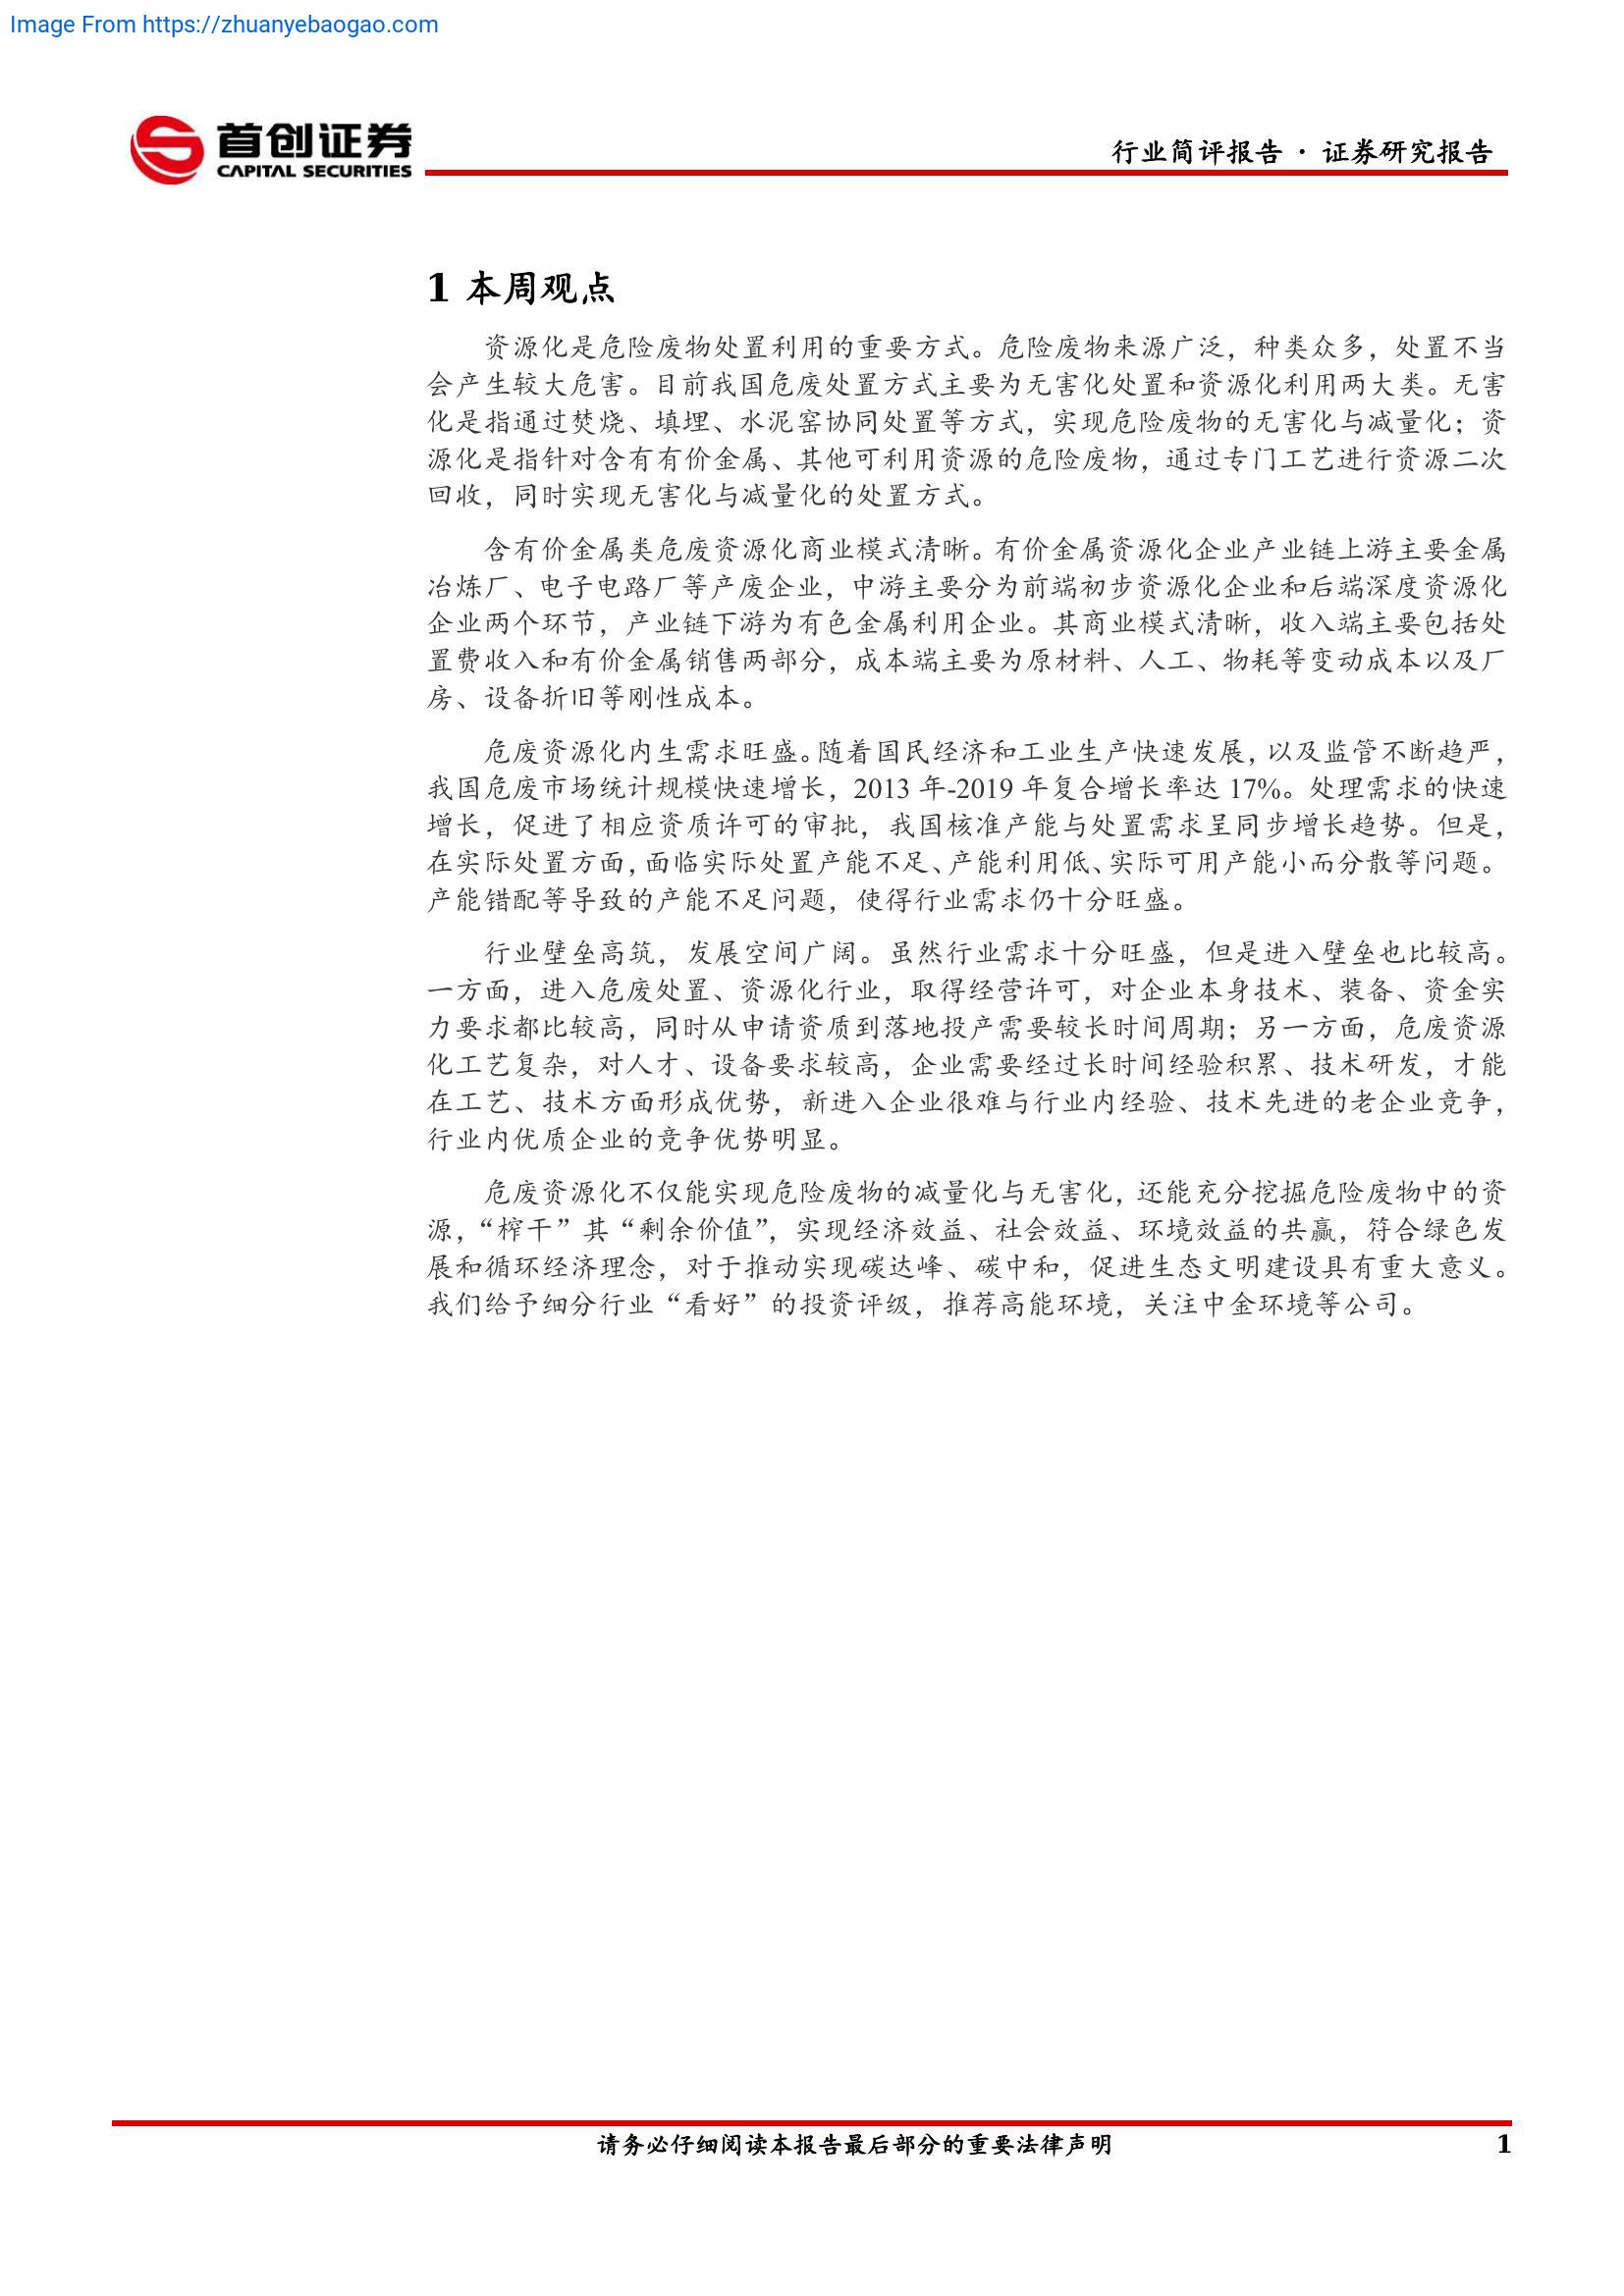 Image From https://zhuanyebaogao.com
首创证券
CAPITAL SECURITIES
行业简评报告 · 证券研究报告
1 本周观点
资源化是危险废物处置利用的重要方式。危险废物来源广泛，种类众多，处置不当
会产生较大危害。目前我国危废处置方式主要为无害化处置和资源化利用两大类。无害
化是指通过焚烧、填埋、水泥窑协同处置等方式，实现危险废物的无害化与减量化；资
源化是指针对含有有价金属、其他可利用资源的危险废物，通过专门工艺进行资源二次
回收，同时实现无害化与减量化的处置方式。
含有价金属类危废资源化商业模式清晰。有价金属资源化企业产业链上游主要金属
冶炼厂、电子电路厂等产废企业，中游主要分为前端初步资源化企业和后端深度资源化
企业两个环节，产业链下游为有色金属利用企业。其商业模式清晰，收入端主要包括处
置费收入和有价金属销售两部分，成本端主要为原材料、人工、物耗等变动成本以及厂
房、设备折旧等刚性成本。
危废资源化内生需求旺盛。随着国民经济和工业生产快速发展，以及监管不断趋严，
我国危废市场统计规模快速增长，2013 年-2019 年复合增长率达 17%。处理需求的快速
增长，促进了相应资质许可的审批，我国核准产能与处置需求呈同步增长趋势。但是，
在实际处置方面，面临实际处置产能不足、产能利用低、实际可用产能小而分散等问题。
产能错配等导致的产能不足问题，使得行业需求仍十分旺盛。
行业壁垒高筑，发展空间广阔。虽然行业需求十分旺盛，但是进入壁垒也比较高。
一方面，进入危废处置、资源化行业，取得经营许可，对企业本身技术、装备、资金实
力要求都比较高，同时从申请资质到落地投产需要较长时间周期；另一方面，危废资源
化工艺复杂，对人才、设备要求较高，企业需要经过长时间经验积累、技术研发，才能
在工艺、技术方面形成优势，新进入企业很难与行业内经验、技术先进的老企业竞争，
行业内优质企业的竞争优势明显。
危废资源化不仅能实现危险废物的减量化与无害化，还能充分挖掘危险废物中的资
源，“榨干”其“剩余价值”，实现经济效益、社会效益、环境效益的共赢，符合绿色发
展和循环经济理念，对于推动实现碳达峰、碳中和，促进生态文明建设具有重大意义。
我们给予细分行业“看好”的投资评级，推荐高能环境，关注中金环境等公司。
请务必仔细阅读本报告最后部分的重要法律声明
1